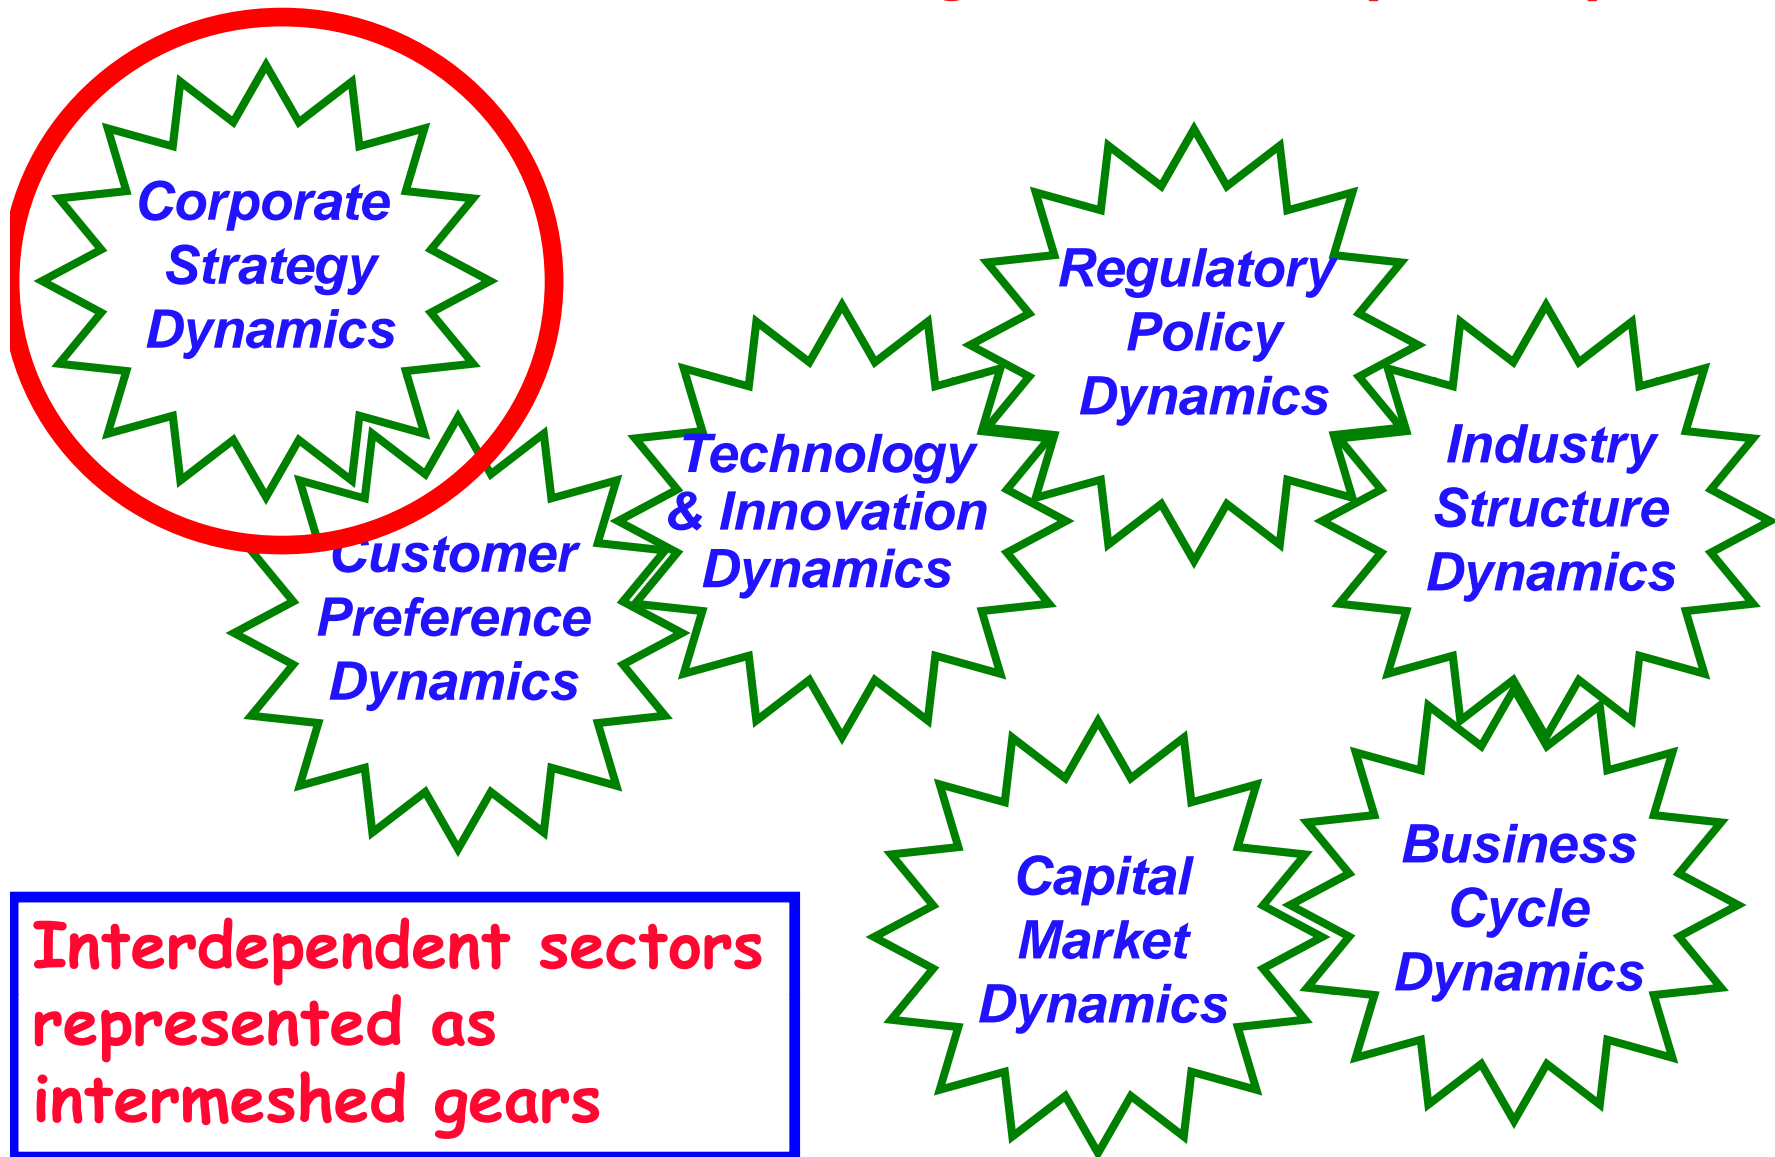 Corporate
Strategy
Dynamics
Customer
Preference
Dynamics
Technology
& Innovation
Dynamics
Regulatory
Policy
Dynamics
Industry
Structure
Dynamics
Business
Cycle
Dynamics
Capital
Market
Dynamics
Interdependent sectors
represented as
intermeshed gears